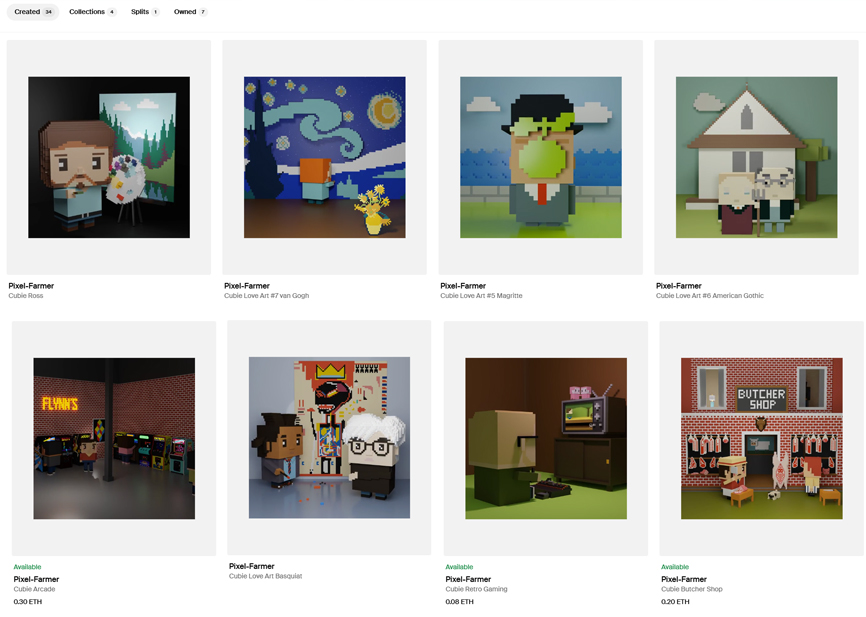 Created 34 Collections 4 Splits 1 Owned 7
Pixel-Farmer
Cubie Ross
Pixel-Farmer
Cubie Love Art #7 van Gogh
Pixel-Farmer
Cubie Love Art #5 Magritte
Pixel-Farmer
Cubie Love Art #6 American Gothic
FLYNN'S
BUTCHER
SHOP
Available
Pixel-Farmer
Cubie Arcade
0.30 ETH
Pixel-Farmer
Cubie Love Art Basquiat
Available
Pixel-Farmer
Cubie Retro Gaming
0.08 ETH
Available
Pixel-Farmer
Cubie Butcher Shop
0.20 ETH